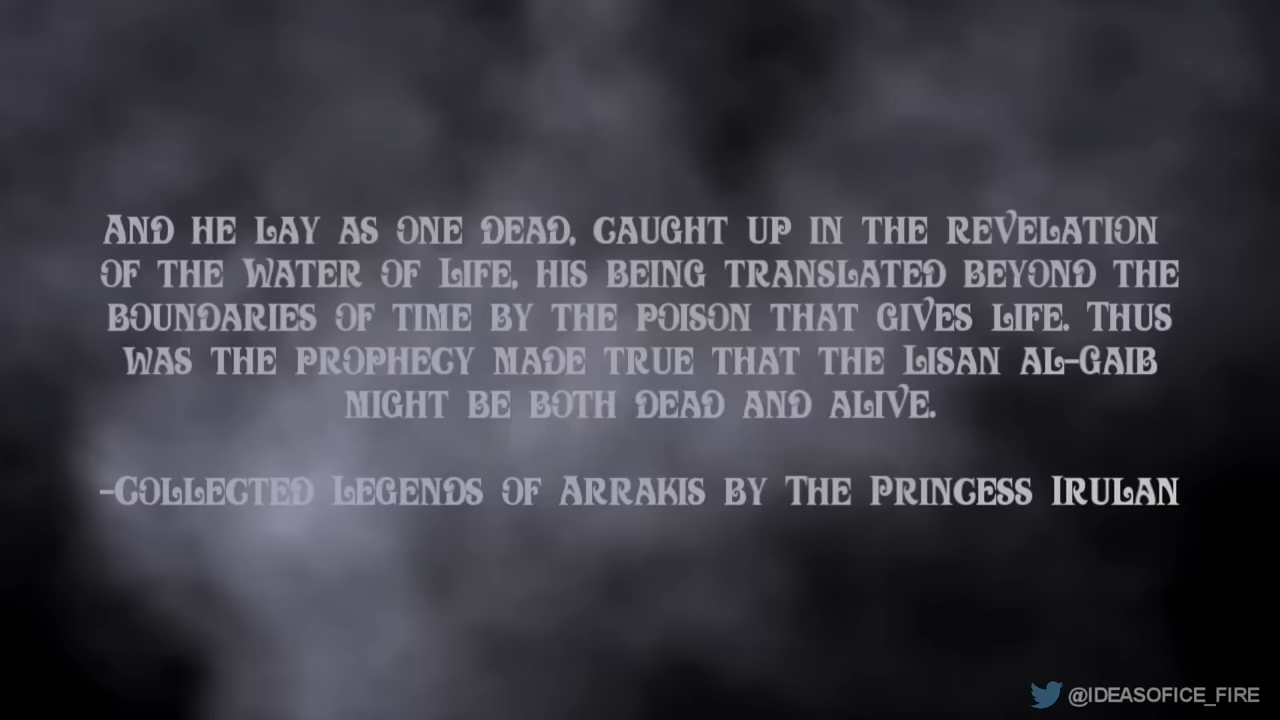 And he lay as one dead, caught up in the revelation
of the Water of Life, his being translated beyond the
boundaries of time by the poison that gives life. Thus
was the prophecy made true that the Lisan al-Gaib
might be both dead and alive.
-Collected Legends of Arrakis by The Princess Irulan
@IDEASOFICE_FIRE